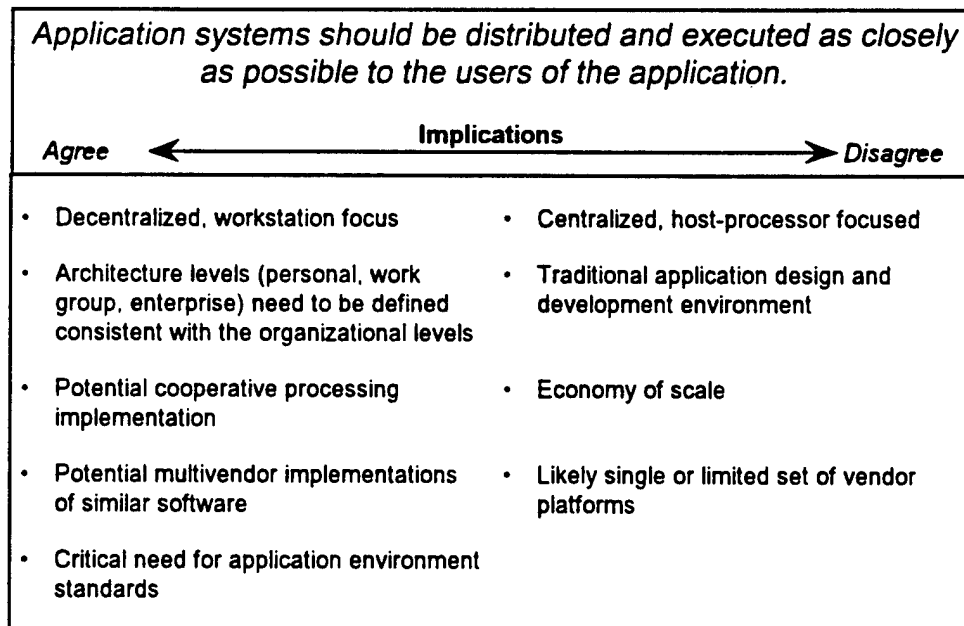 Application systems should be distributed and executed as closely
as possible to the users of the application.
Implications
Agree
Disagree
• Decentralized, workstation focus
• Architecture levels (personal, work
group, enterprise) need to be defined
consistent with the organizational levels
• Potential cooperative processing
implementation
• Potential multivendor implementations
of similar software
• Critical need for application environment
standards
• Centralized, host-processor focused
• Traditional application design and
development environment
• Economy of scale
• Likely single or limited set of vendor
platforms